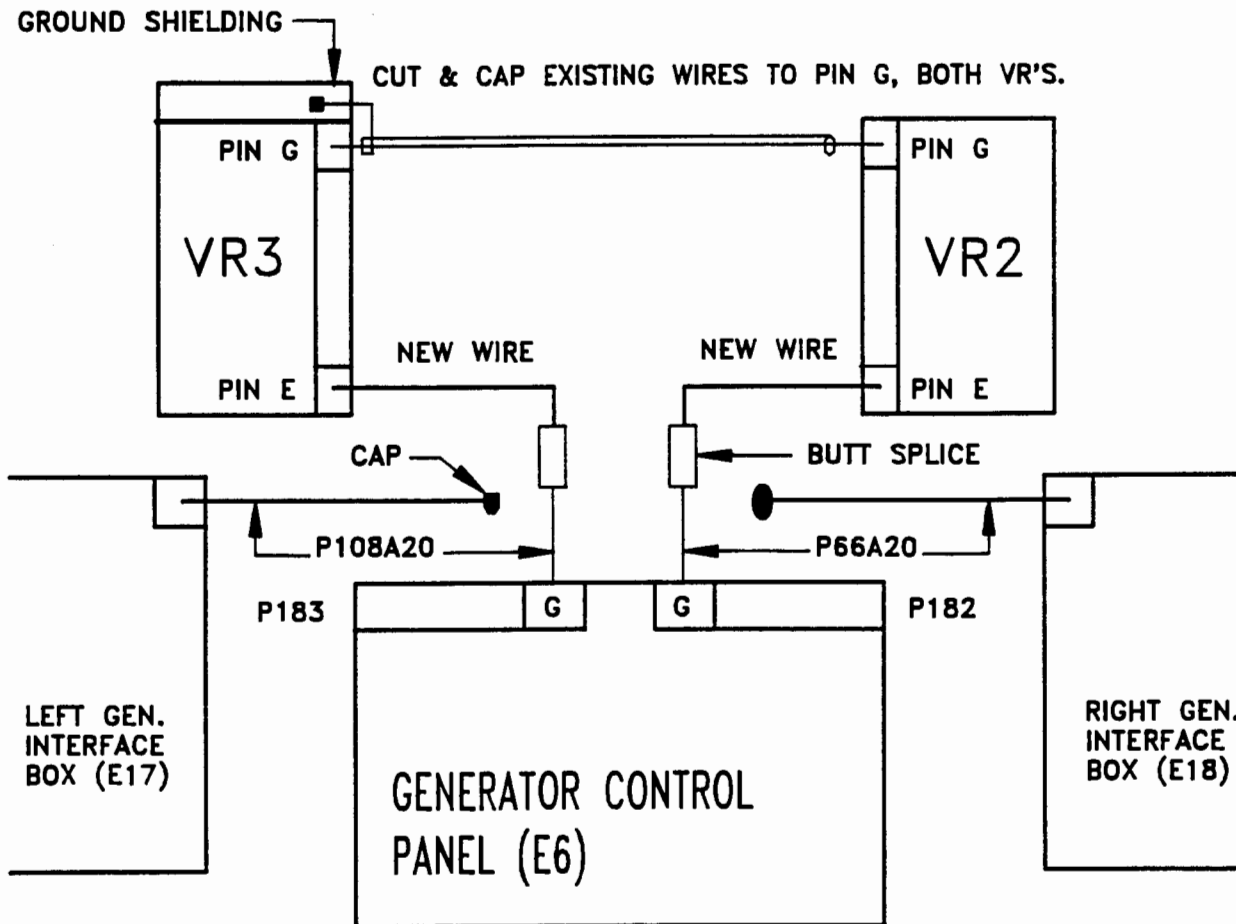 GROUND SHIELDING
CUT & CAP EXISTING WIRES TO PIN G, BOTH VR'S.
PIN G
PIN G
VR3
VR2
NEW WIRE
NEW WIRE
PIN E
PIN E
CAP
BUTT SPLICE
P108A20
P66A20
P183
G
G
P182
LEFT GEN.
INTERFACE
BOX (E17)
RIGHT GEN.
INTERFACE
BOX (E18)
GENERATOR CONTROL
PANEL (E6)